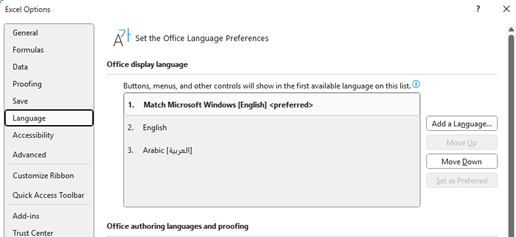 Excel Options
?
General
Formulas
Data
Proofing
Save
Language
Accessibility
Advanced
Customize Ribbon
Quick Access Toolbar
Add-ins
Trust Center
A가 Set the Office Language Preferences
Office display language
Buttons, menus, and other controls will show in the first available language on this list.
1. Match Microsoft Windows [English] <preferred>
2. English
3. Arabic [العربية]
Add a Language...
Move Up
Move Down
Set as Preferred
Office authoring languages and proofing